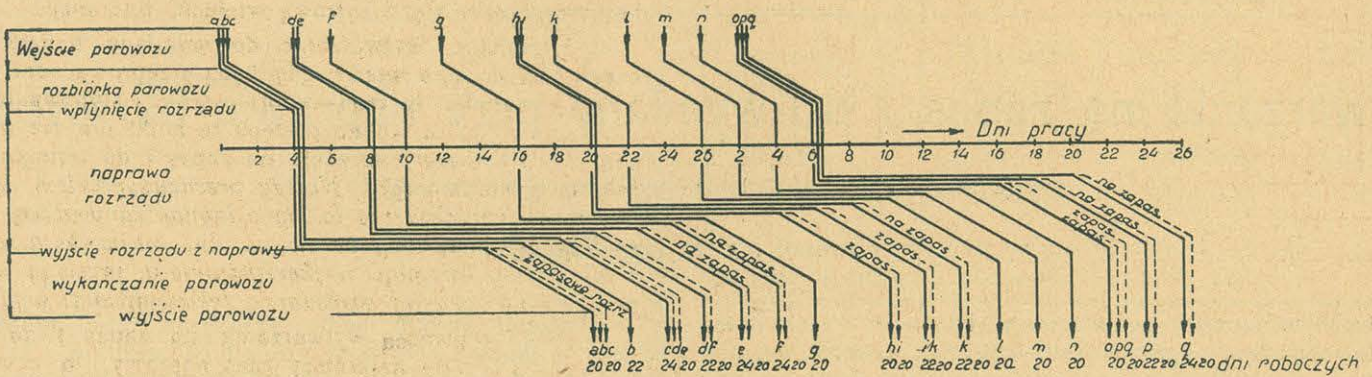 abc de f g hi k l m n opq
Wejście parowozu
rozbiórka parowozu
wpłynięcie rozrządu
Dni pracy
2 4 6 8 10 12 14 16 18 20 22 24 26 2 4 6 8 10 12 14 16 18 20 22 24 26
naprawa
rozrządu
na zapas
na zapas
zapas
zapas
na zapas
zapas
zapas
na zapas
na zapas
wyjście rozrządu z naprawy
wykańczanie parowozu
zapasowe rozrz
wyjście parowozu
abc b cde df e f g hi ik k l m n opq p q
20 20 22 24 20 22 20 24 20 24 20 20 20 20 22 20 22 20 20 20 20 20 20 22 20 24 20 dni roboczych